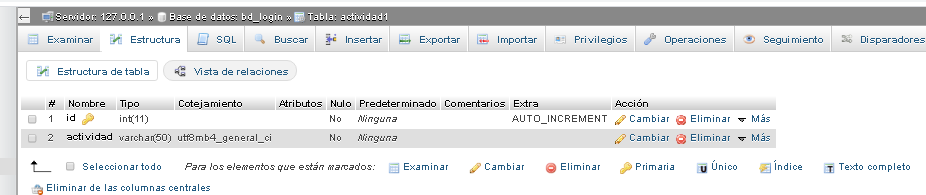 Servidor: 127.0.0.1 » Base de datos: bd_login » Tabla: actividad1
Examinar Estructura SQL Buscar Insertar Exportar Importar Privilegios Operaciones Seguimiento Disparadores
Estructura de tabla Vista de relaciones
# Nombre Tipo Cotejamiento Atributos Nulo Predeterminado Comentarios Extra Acción
1 id int(11) No Ninguna AUTO_INCREMENT Cambiar Eliminar Más
2 actividad varchar(50) utf8mb4_general_ci No Ninguna Cambiar Eliminar Más
Seleccionar todo Para los elementos que están marcados: Examinar Cambiar Eliminar Primaria Único Índice Texto completo
Eliminar de las columnas centrales